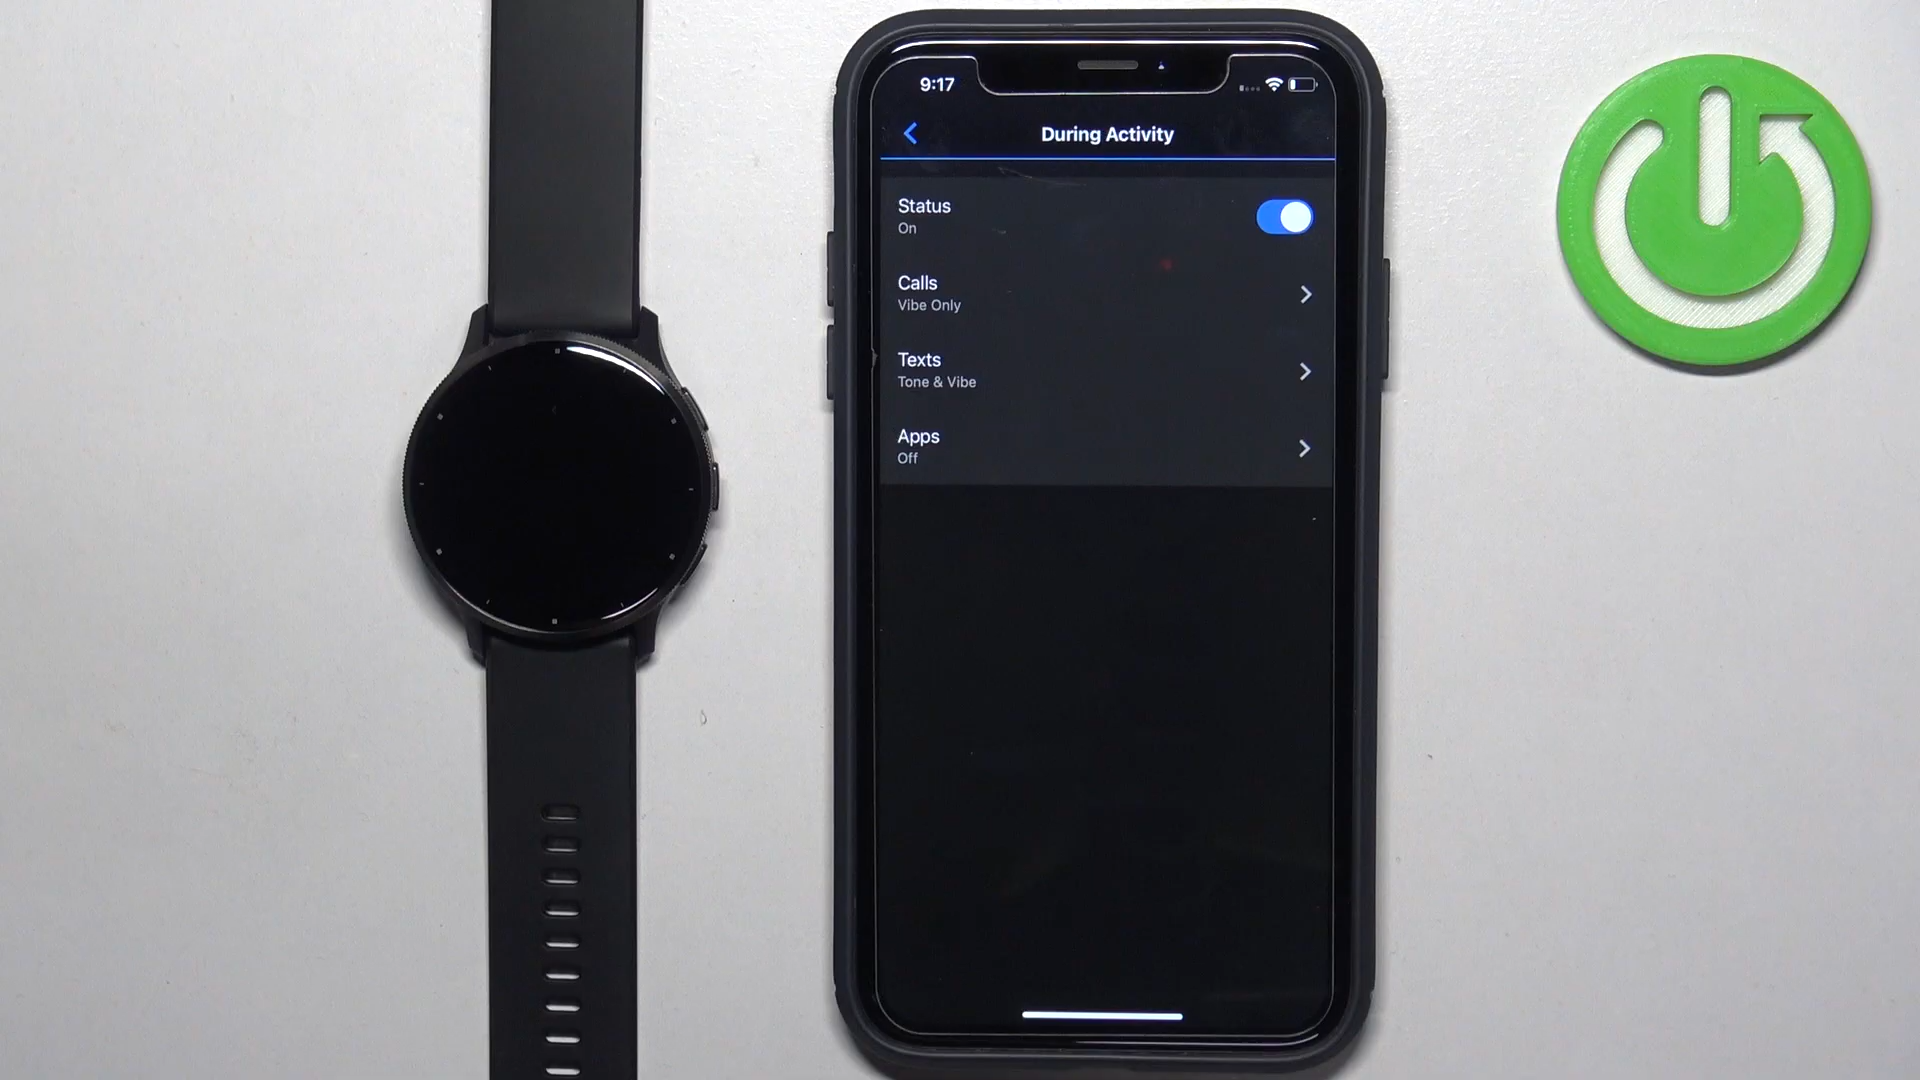 9:17
During Activity
Status
On
Calls
Vibe Only
Texts
Tone & Vibe
Apps
Off